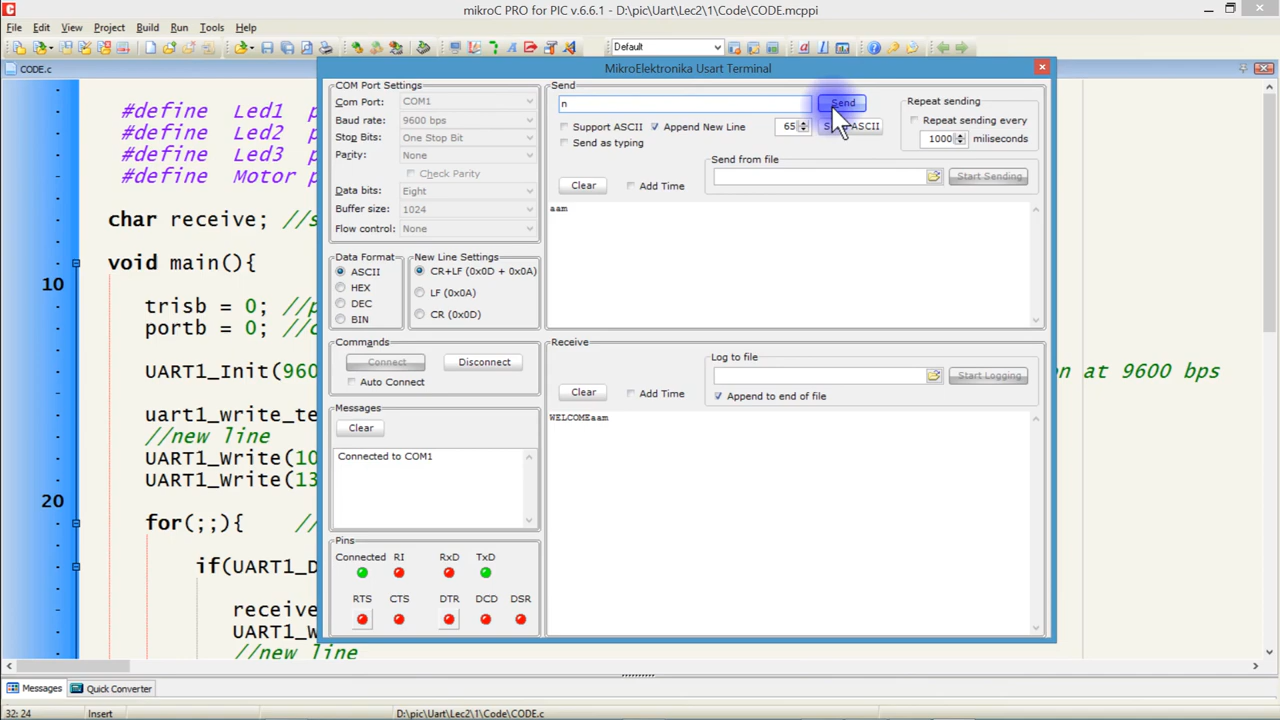 mikroC PRO for PIC v.6.6.1 - D:\pic\Uart\Lec2\1\Code\CODE.mcppi
File Edit View Project Build Run Tools Help
Default
CODE.c
MikroElektronika Usart Terminal
#define Led1 p
#define Led2 p
#define Led3 p
#define Motor p
char receive; //s
void main(){
10
trisb = 0; //p
portb = 0; //c
UART1_Init(960
on at 9600 bps
uart1_write_te
//new line
UART1_Write(10
UART1_Write(13
20
for(;;){ //
if(UART1_D
receive
UART1_W
//new line
COM Port Settings
Com Port: COM1
Baud rate: 9600 bps
Stop Bits: One Stop Bit
Parity: None
Check Parity
Data bits: Eight
Buffer size: 1024
Flow control: None
Data Format
ASCII
HEX
DEC
BIN
New Line Settings
CR+LF (0x0D + 0x0A)
LF (0x0A)
CR (0x0D)
Commands
Connect Disconnect
Auto Connect
Messages
Clear
Connected to COM1
Pins
Connected RI RxD TxD
RTS CTS DTR DCD DSR
Send
n Send
Support ASCII Append New Line 65 ASCII
Send as typing
Repeat sending
Repeat sending every
1000 miliseconds
Send from file
Start Sending
Clear Add Time
aam
Receive
Log to file
Start Logging
Clear Add Time
Append to end of file
WELCOMEaam
Messages Quick Converter
32: 24 Insert D:\pic\Uart\Lec2\1\Code\CODE.c